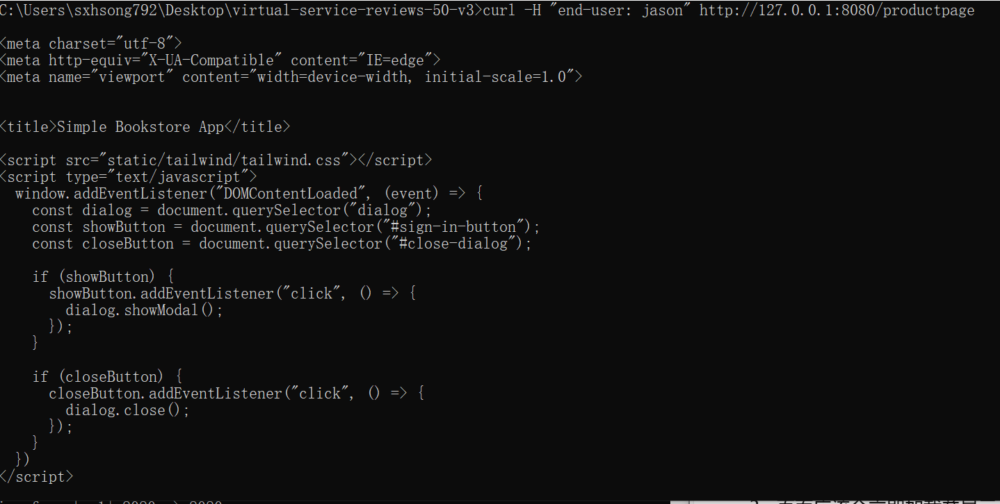 C:\Users\sxhsong792\Desktop\virtual-service-reviews-50-v3>curl -H "end-user: jason" http://127.0.0.1:8080/productpage
<meta charset="utf-8">
<meta http-equiv="X-UA-Compatible" content="IE=edge">
<meta name="viewport" content="width=device-width, initial-scale=1.0">
<title>Simple Bookstore App</title>
<script src="static/tailwind/tailwind.css"></script>
<script type="text/javascript">
  window.addEventListener("DOMContentLoaded", (event) => {
    const dialog = document.querySelector("dialog");
    const showButton = document.querySelector("#sign-in-button");
    const closeButton = document.querySelector("#close-dialog");
    if (showButton) {
      showButton.addEventListener("click", () => {
        dialog.showModal();
      });
    }
    if (closeButton) {
      closeButton.addEventListener("click", () => {
        dialog.close();
      });
    }
  })
</script>